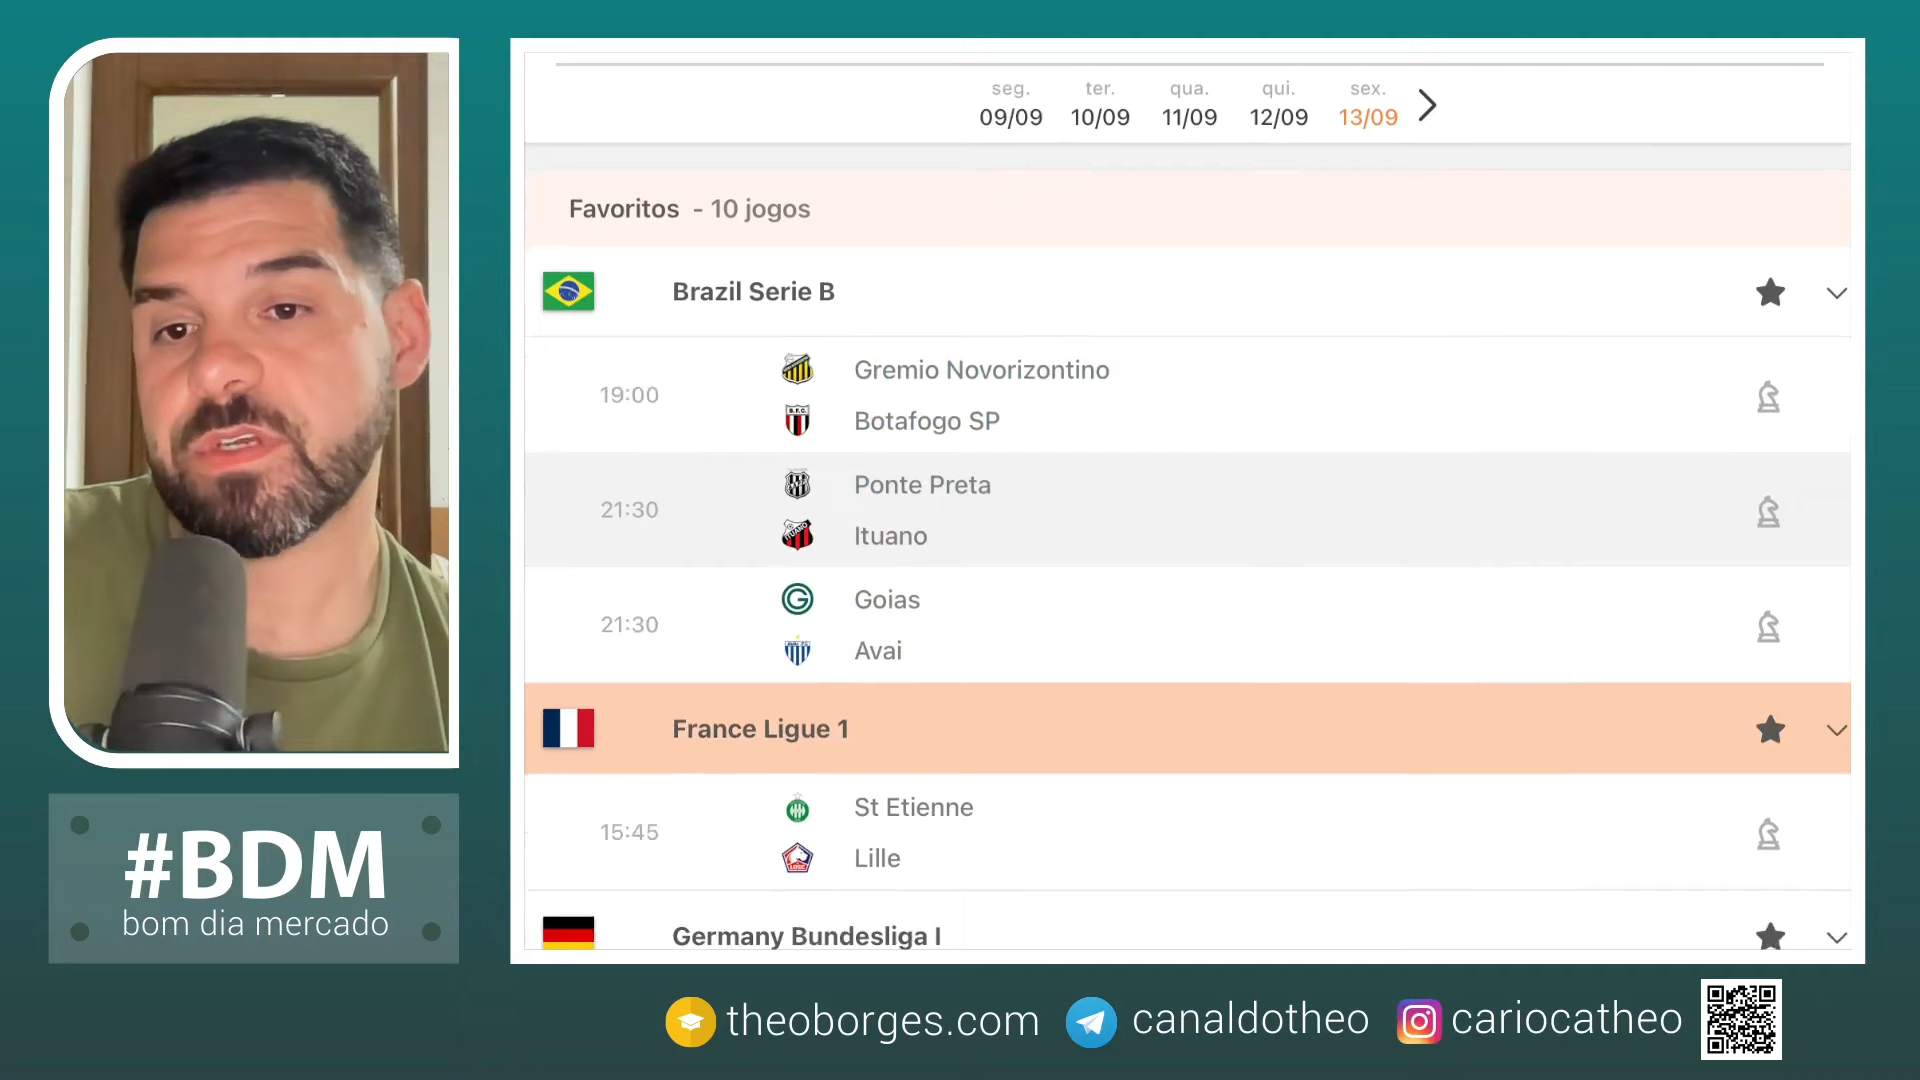 seg. ter. qua. qui. sex.
09/09 10/09 11/09 12/09 13/09
Favoritos - 10 jogos
Brazil Serie B
19:00
Gremio Novorizontino
Botafogo SP
21:30
Ponte Preta
Ituano
21:30
Goias
Avai
France Ligue 1
15:45
St Etienne
Lille
Germany Bundesliga I
#BDM
bom dia mercado
theoborges.com canaldotheo cariocatheo